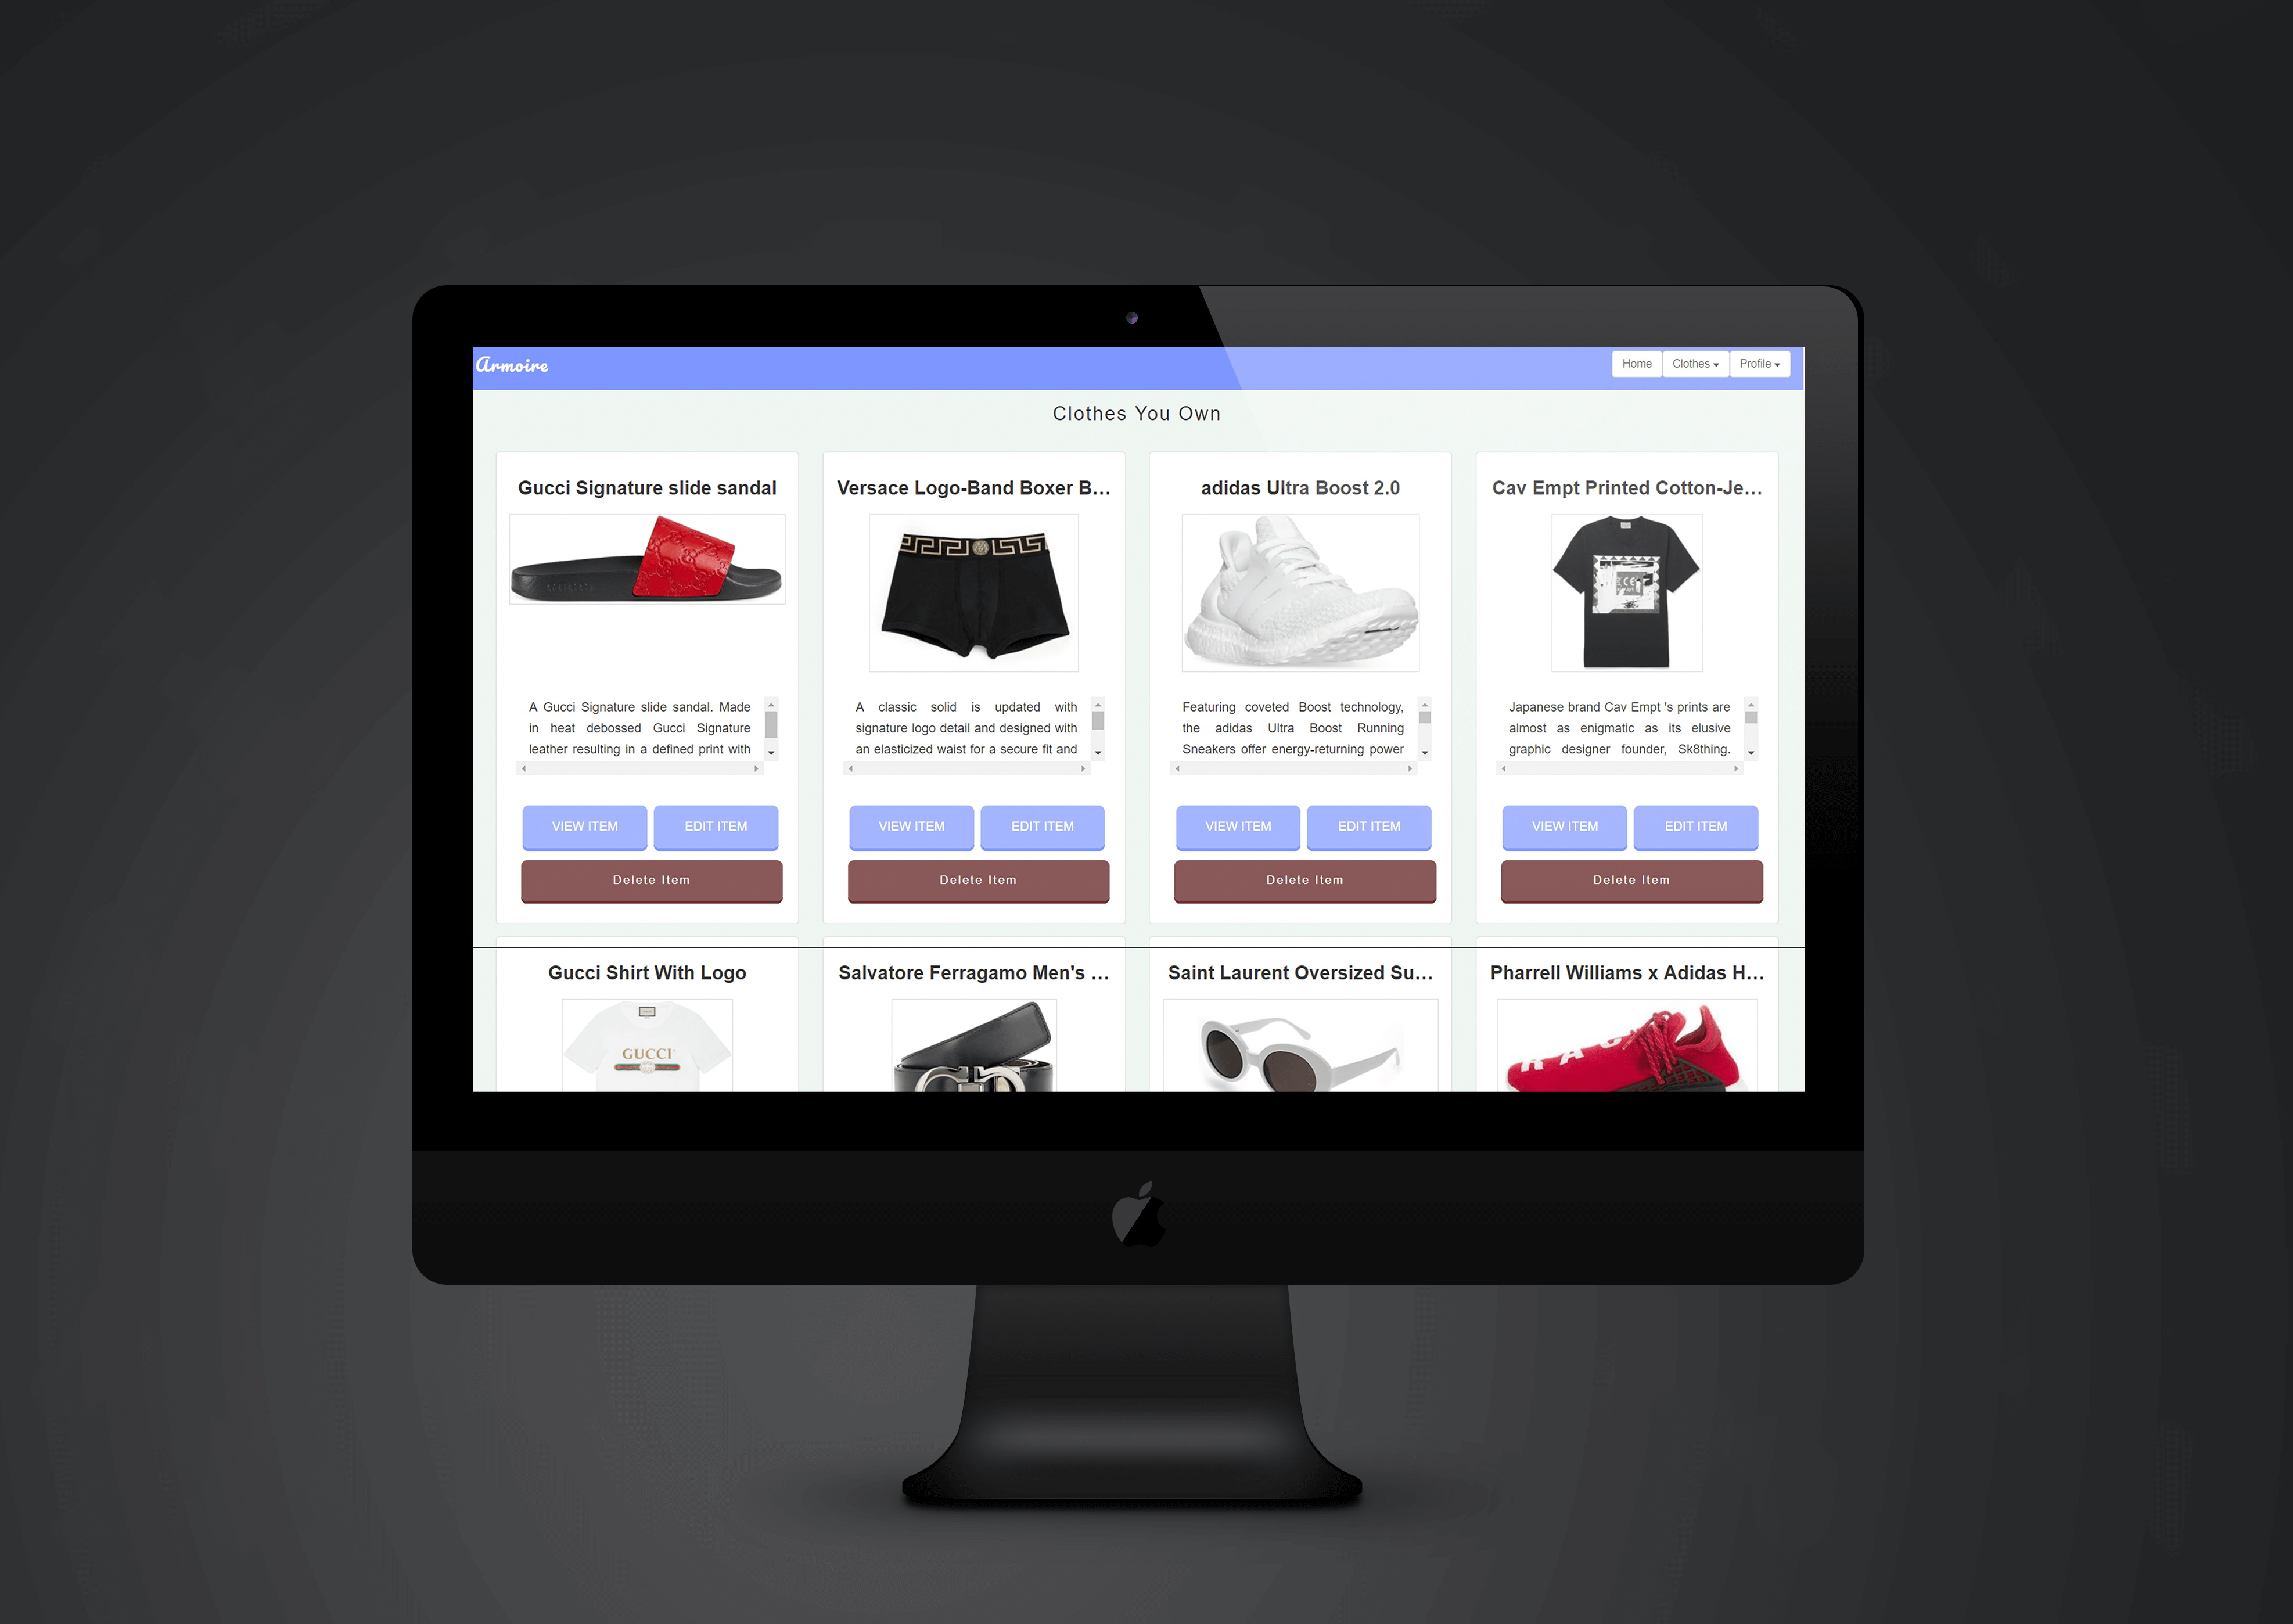 Armoire
Home Clothes Profile
Clothes You Own
Gucci Signature slide sandal
A Gucci Signature slide sandal. Made
in heat debossed Gucci Signature
leather resulting in a defined print with
VIEW ITEM EDIT ITEM
Delete Item
Versace Logo-Band Boxer B...
A classic solid is updated with
signature logo detail and designed with
an elasticized waist for a secure fit and
VIEW ITEM EDIT ITEM
Delete Item
adidas Ultra Boost 2.0
Featuring coveted Boost technology,
the adidas Ultra Boost Running
Sneakers offer energy-returning power
VIEW ITEM EDIT ITEM
Delete Item
Cav Empt Printed Cotton-Je...
Japanese brand Cav Empt 's prints are
almost as enigmatic as its elusive
graphic designer founder, Sk8thing.
VIEW ITEM EDIT ITEM
Delete Item
Gucci Shirt With Logo
GUCCI
Salvatore Ferragamo Men's ...
Saint Laurent Oversized Su...
Pharrell Williams x Adidas H...